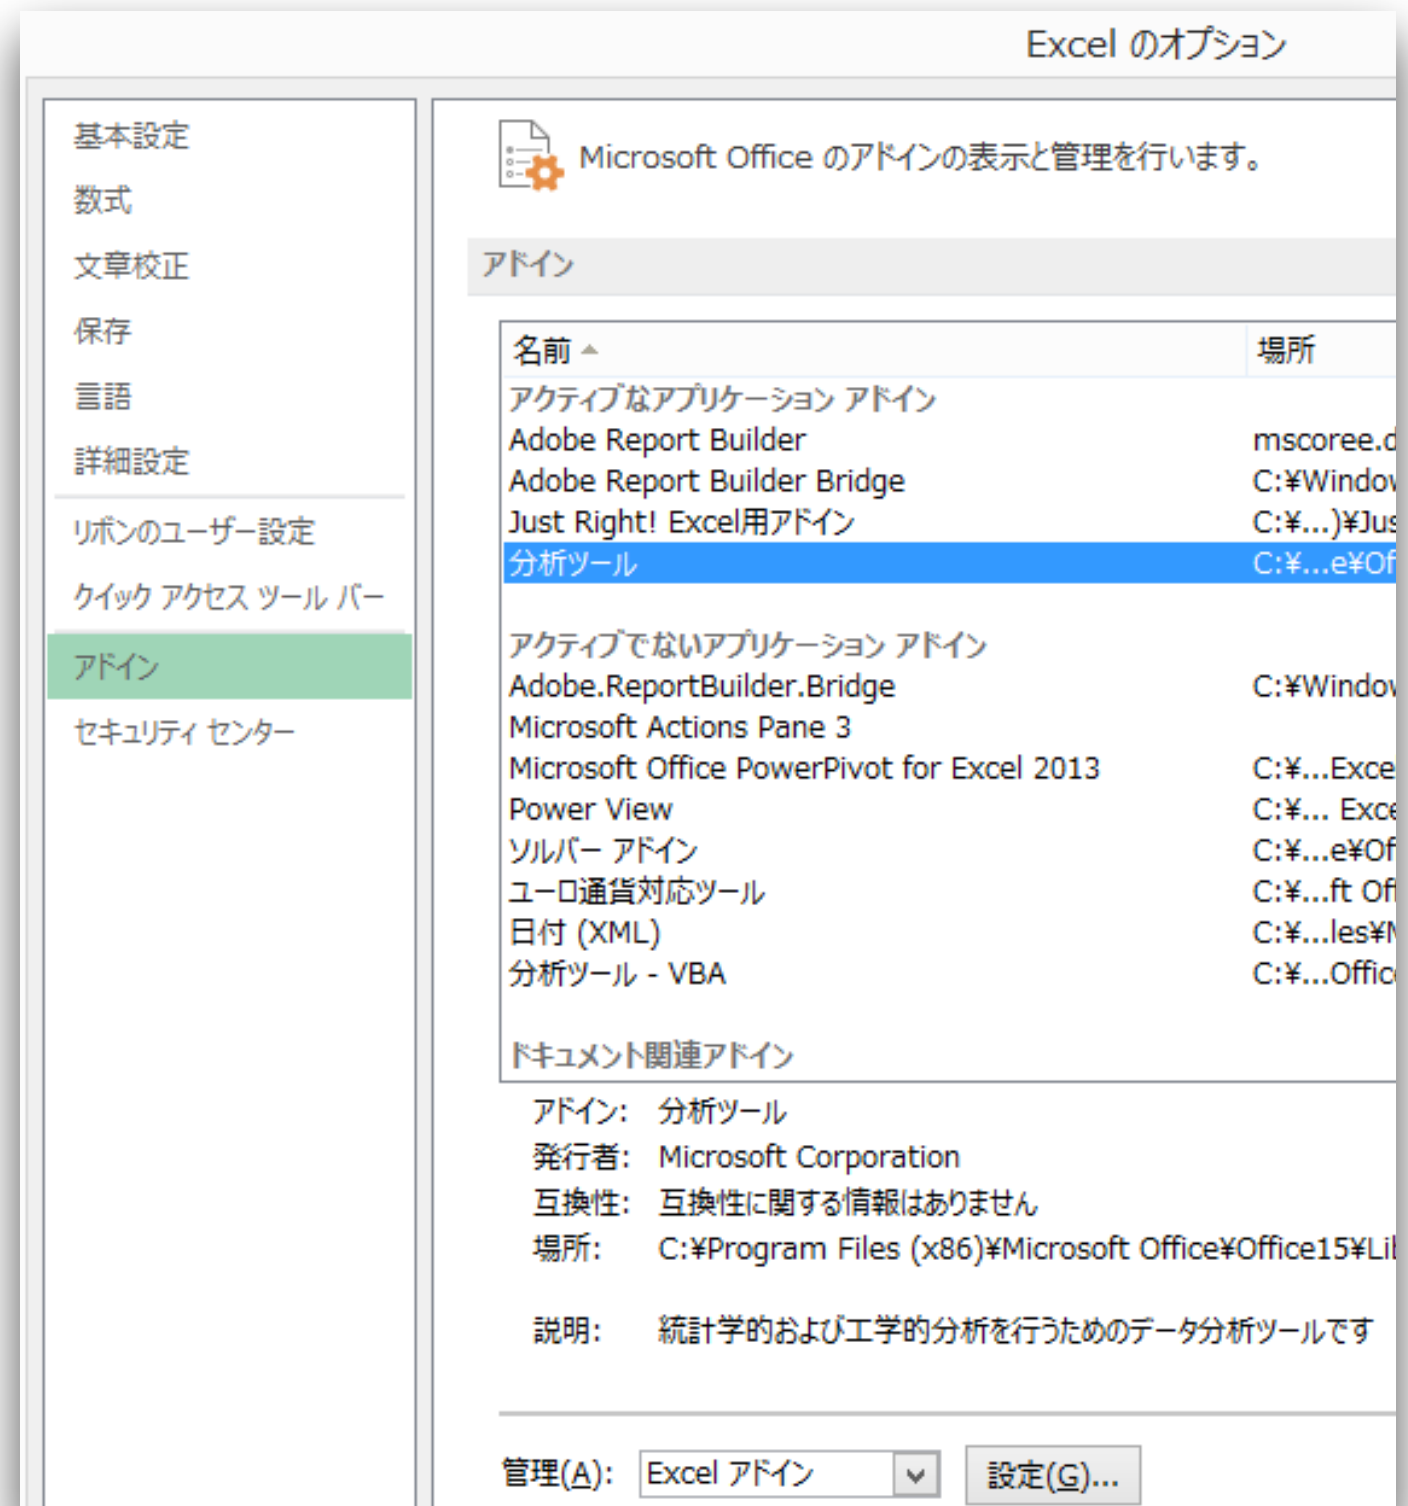 Excel のオプション
基本設定
数式
文章校正
保存
言語
詳細設定
リボンのユーザー設定
クイック アクセス ツール バー
アドイン
セキュリティ センター
Microsoft Office のアドインの表示と管理を行います。
アドイン
名前 場所
アクティブなアプリケーション アドイン
Adobe Report Builder mscoree.d
Adobe Report Builder Bridge C:¥Window
Just Right! Excel用アドイン C:¥...)¥Jus
分析ツール C:¥...e¥Of
アクティブでないアプリケーション アドイン
Adobe.ReportBuilder.Bridge C:¥Window
Microsoft Actions Pane 3
Microsoft Office PowerPivot for Excel 2013 C:¥...Exce
Power View C:¥... Exce
ソルバー アドイン C:¥...e¥Of
ユーロ通貨対応ツール C:¥...ft Off
日付 (XML) C:¥...les¥M
分析ツール - VBA C:¥...Office
ドキュメント関連アドイン
アドイン: 分析ツール
発行者: Microsoft Corporation
互換性: 互換性に関する情報はありません
場所: C:¥Program Files (x86)¥Microsoft Office¥Office15¥Lib
説明: 統計学的および工学的分析を行うためのデータ分析ツールです
管理(A): Excel アドイン 設定(G)...